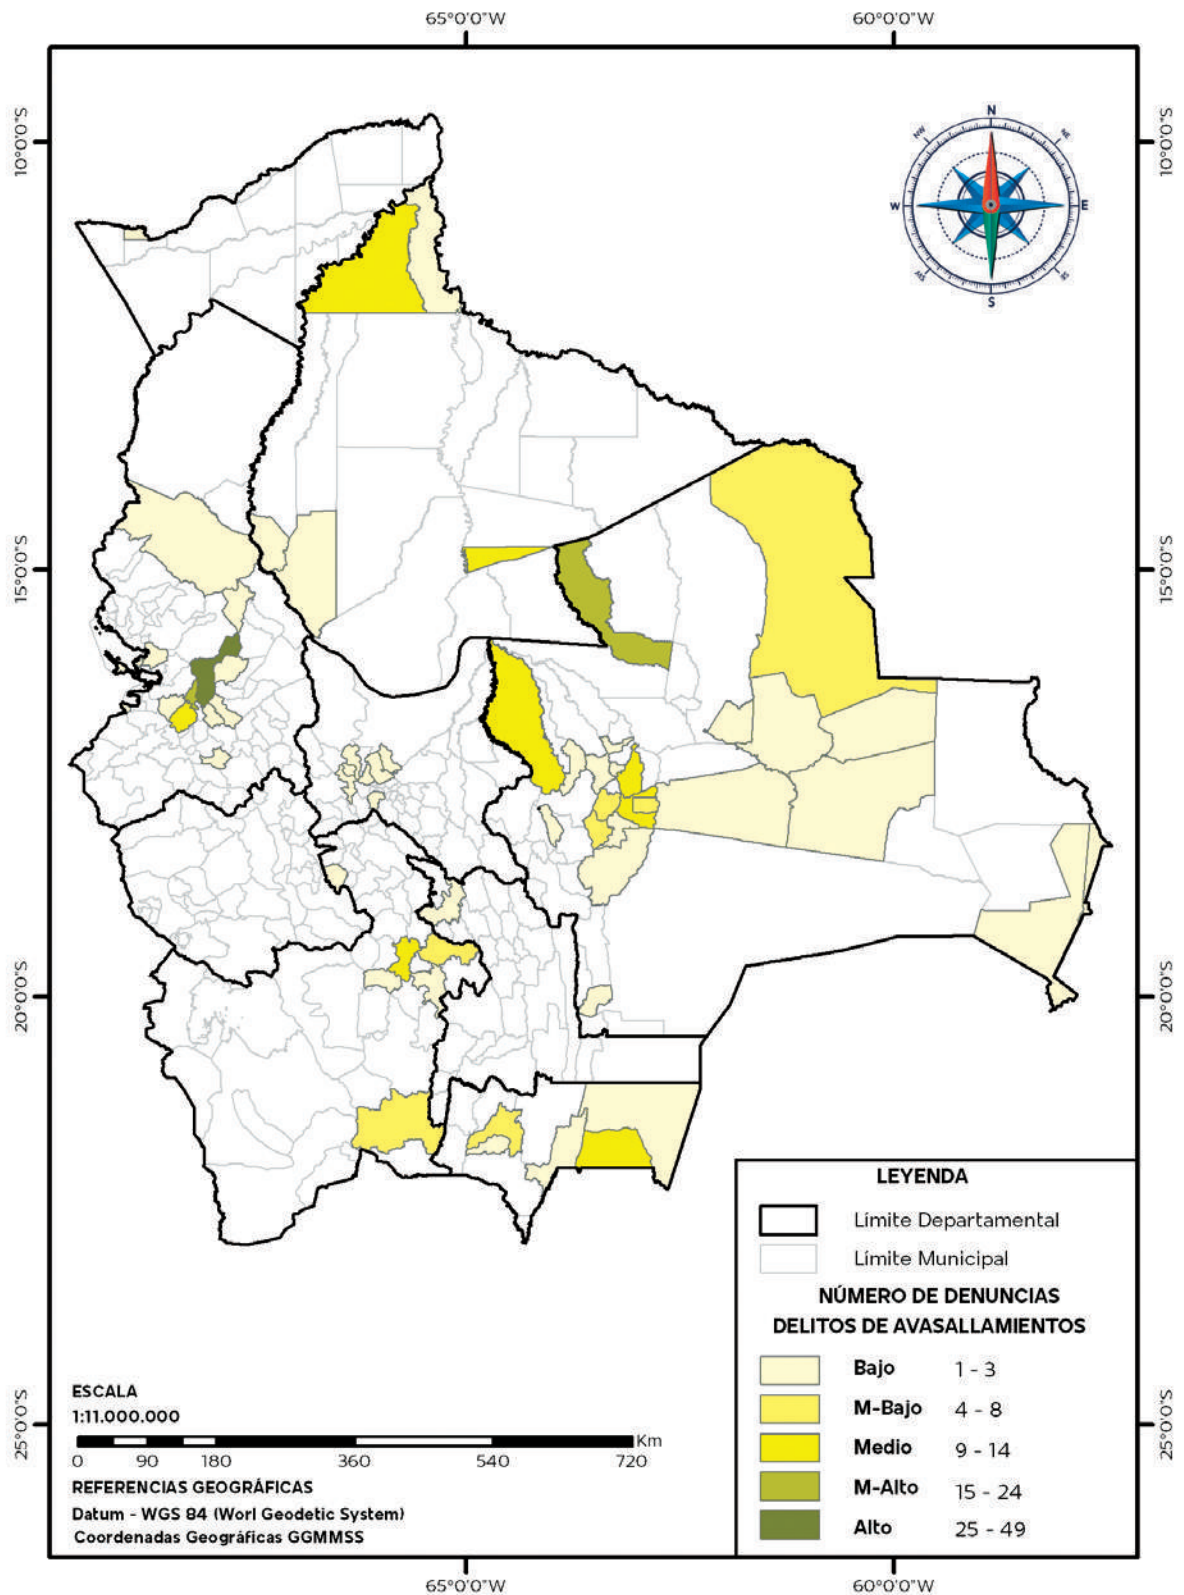 65°0'0"W 60°0'0"W
10°0'0"S 10°0'0"S
N
NW NE
W E
S
15°0'0"S 15°0'0"S
20°0'0"S 20°0'0"S
LEYENDA
Límite Departamental
Límite Municipal
NÚMERO DE DENUNCIAS
DELITOS DE AVASALLAMIENTOS
Bajo 1 - 3
M-Bajo 4 - 8
Medio 9 - 14
M-Alto 15 - 24
Alto 25 - 49
ESCALA
1:11.000.000
25°0'0"S 25°0'0"S
Km
0 90 180 360 540 720
REFERENCIAS GEOGRÁFICAS
Datum - WGS 84 (Worl Geodetic System)
Coordenadas Geográficas GGMMSS
65°0'0"W 60°0'0"W